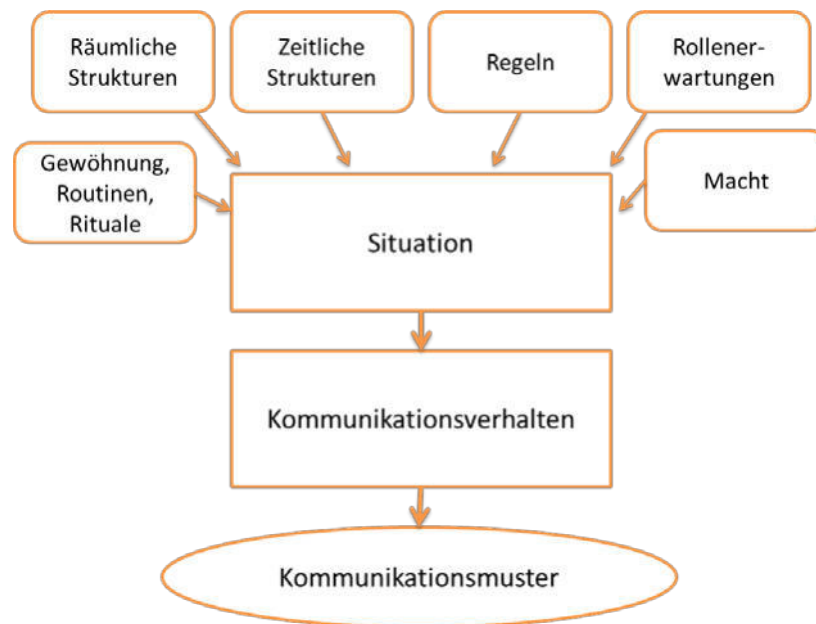 Räumliche
Strukturen
Zeitliche
Strukturen
Regeln
Rollener-
wartungen
Gewöhnung,
Routinen,
Rituale
Macht
Situation
Kommunikationsverhalten
Kommunikationsmuster